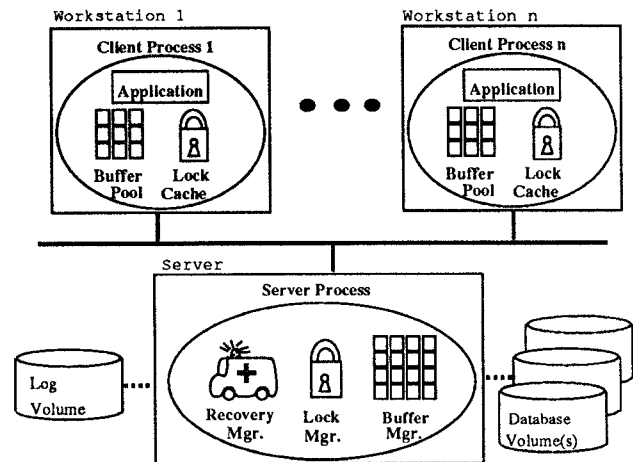 Workstation 1
Client Process 1
Application
Buffer Pool
Lock Cache
Workstation n
Client Process n
Application
Buffer Pool
Lock Cache
Server
Server Process
Recovery Mgr.
Lock Mgr.
Buffer Mgr.
Log Volume
Database Volume(s)